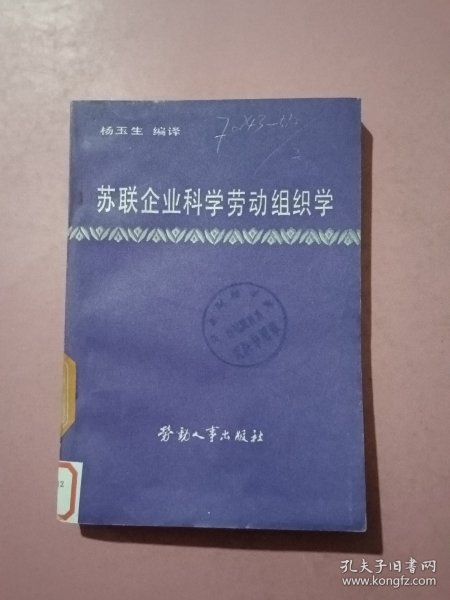 杨玉生 编译
苏联企业科学劳动组织学
劳动人事出版社
孔夫子旧书网
www.kongfz.com